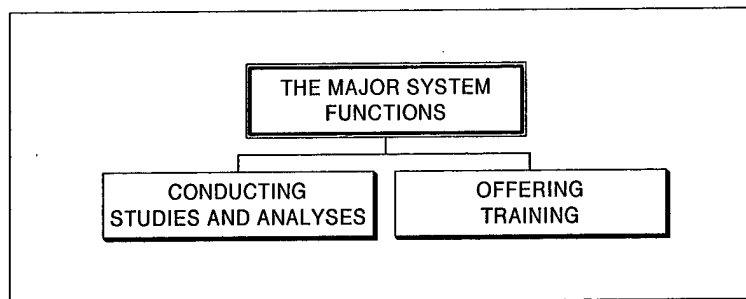 THE MAJOR SYSTEM
FUNCTIONS
CONDUCTING
STUDIES AND ANALYSES
OFFERING
TRAINING